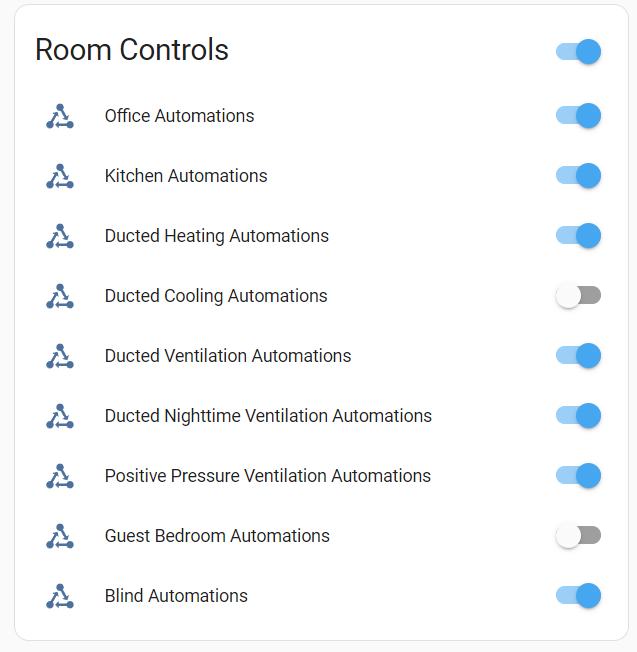 Room Controls
Office Automations
Kitchen Automations
Ducted Heating Automations
Ducted Cooling Automations
Ducted Ventilation Automations
Ducted Nighttime Ventilation Automations
Positive Pressure Ventilation Automations
Guest Bedroom Automations
Blind Automations